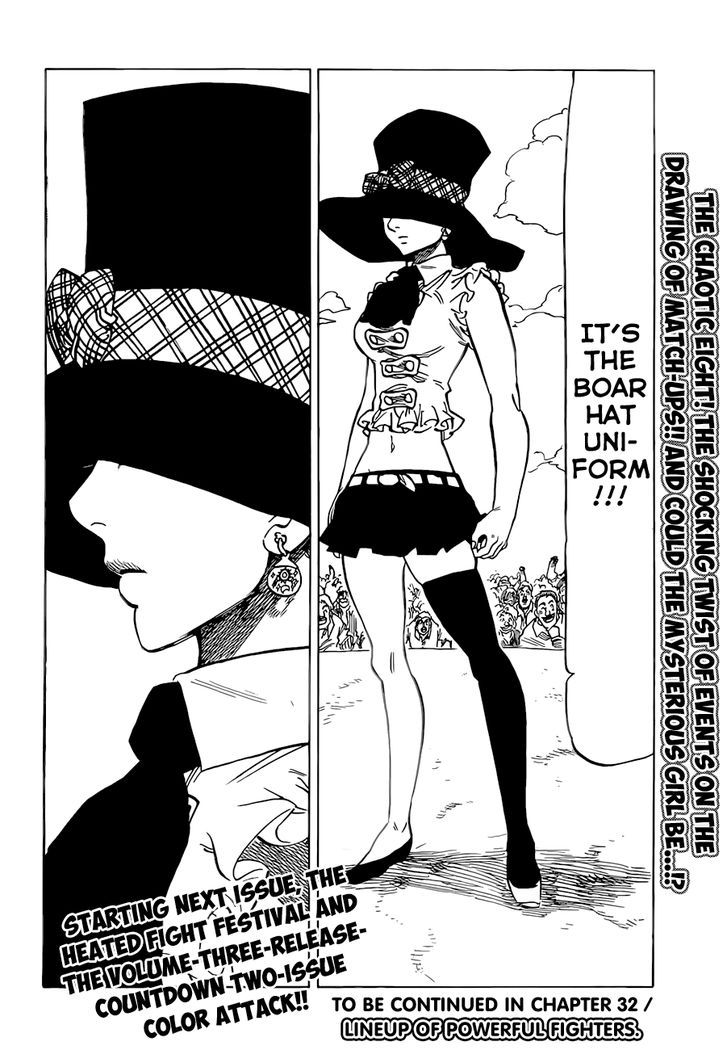 THE CHAOTIC EIGHT! THE SHOCKING TWIST OF EVENTS ON THE
DRAWING OF MATCH-UPS!! AND COULD THE MYSTERIOUS GIRL BE...!?
IT'S
THE
BOAR
HAT
UNI-
FORM
!!!
STARTING NEXT ISSUE, THE
HEATED FIGHT FESTIVAL AND
THE VOLUME-THREE-RELEASE-
COUNTDOWN-TWO-ISSUE
COLOR ATTACK!!
TO BE CONTINUED IN CHAPTER 32 /
LINEUP OF POWERFUL FIGHTERS.